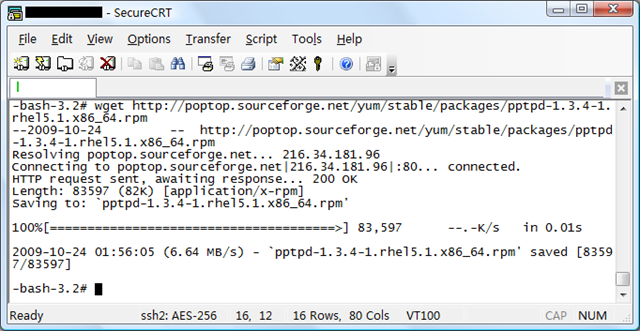 - SecureCRT
File Edit View Options Transfer Script Tools Help
-bash-3.2# wget http://poptop.sourceforge.net/yum/stable/packages/pptpd-1.3.4-1.
rhel5.1.x86_64.rpm
--2009-10-24 -- http://poptop.sourceforge.net/yum/stable/packages/pptpd
-1.3.4-1.rhel5.1.x86_64.rpm
Resolving poptop.sourceforge.net... 216.34.181.96
Connecting to poptop.sourceforge.net|216.34.181.96|:80... connected.
HTTP request sent, awaiting response... 200 OK
Length: 83597 (82K) [application/x-rpm]
Saving to: `pptpd-1.3.4-1.rhel5.1.x86_64.rpm'
100%[======================================>] 83,597 --.-K/s in 0.01s
2009-10-24 01:56:05 (6.64 MB/s) - `pptpd-1.3.4-1.rhel5.1.x86_64.rpm' saved [8359
7/83597]
-bash-3.2#
Ready ssh2: AES-256 16, 12 16 Rows, 80 Cols VT100 CAP NUM